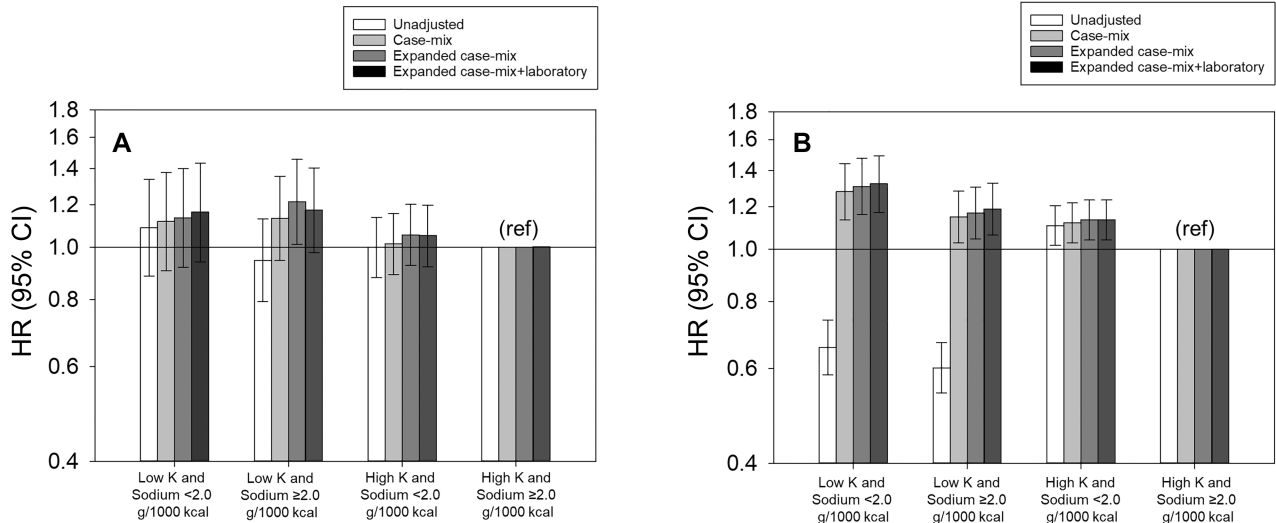 Unadjusted
Case-mix
Expanded case-mix
Expanded case-mix+laboratory
A
HR (95% CI)
1.8
1.6
1.4
1.2
1.0
0.8
0.6
0.4
(ref)
Low K and
Sodium <2.0
g/1000 kcal
Low K and
Sodium ≥2.0
g/1000 kcal
High K and
Sodium <2.0
g/1000 kcal
High K and
Sodium ≥2.0
g/1000 kcal
Unadjusted
Case-mix
Expanded case-mix
Expanded case-mix+laboratory
B
HR (95% CI)
1.8
1.6
1.4
1.2
1.0
0.8
0.6
0.4
(ref)
Low K and
Sodium <2.0
g/1000 kcal
Low K and
Sodium ≥2.0
g/1000 kcal
High K and
Sodium <2.0
g/1000 kcal
High K and
Sodium ≥2.0
g/1000 kcal